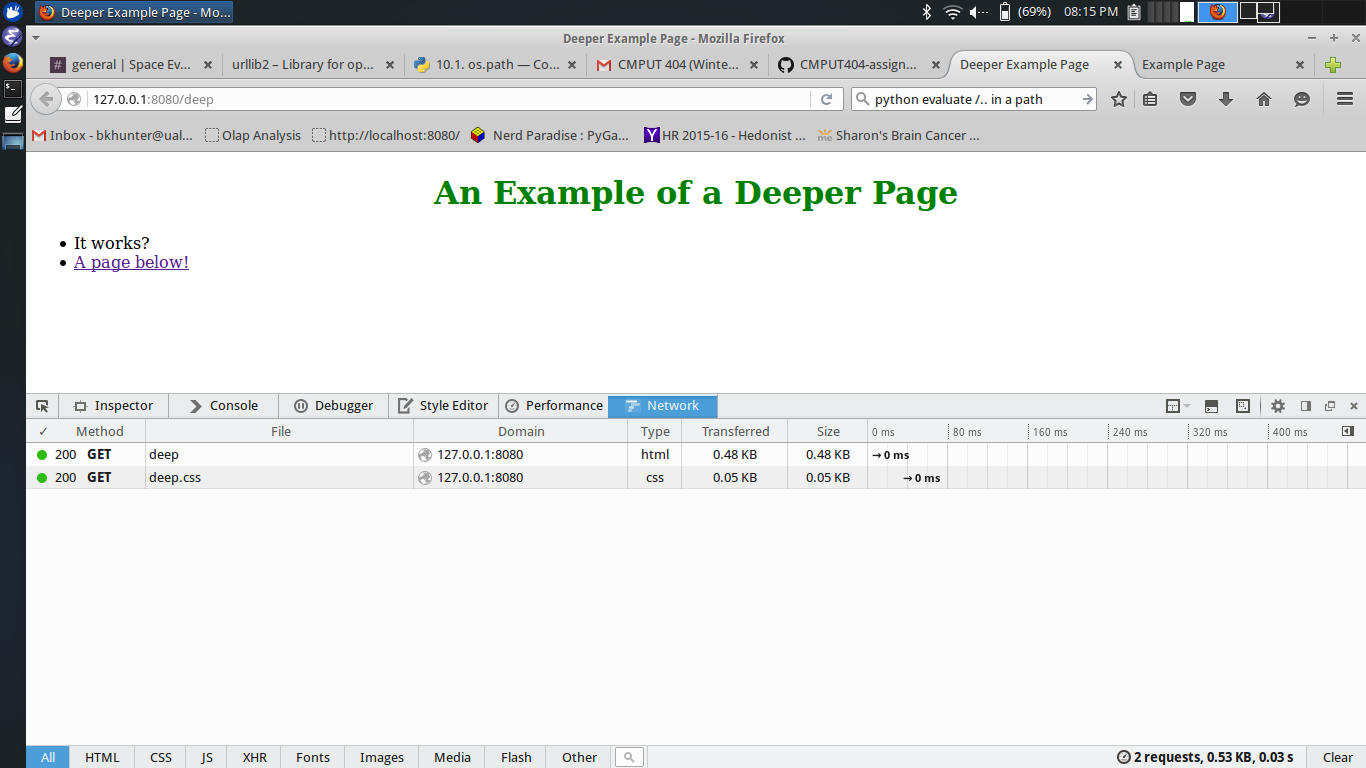 Deeper Example Page - Mo...
(69%) 08:15 PM
Deeper Example Page - Mozilla Firefox
# general | Space Ev... × urllib2 – Library for op... × 10.1. os.path — Co... × CMPUT 404 (Winte... × CMPUT404-assign... × Deeper Example Page × Example Page ×
127.0.0.1:8080/deep python evaluate /.. in a path
Inbox - bkhunter@ual... Olap Analysis http://localhost:8080/ Nerd Paradise : PyGa... Y HR 2015-16 - Hedonist ... me Sharon's Brain Cancer ...
An Example of a Deeper Page
• It works?
• A page below!
Inspector Console Debugger Style Editor Performance Network
✓ Method File Domain Type Transferred Size 0 ms 80 ms 160 ms 240 ms 320 ms 400 ms
200 GET deep 127.0.0.1:8080 html 0.48 KB 0.48 KB → 0 ms
200 GET deep.css 127.0.0.1:8080 css 0.05 KB 0.05 KB → 0 ms
All HTML CSS JS XHR Fonts Images Media Flash Other 2 requests, 0.53 KB, 0.03 s Clear